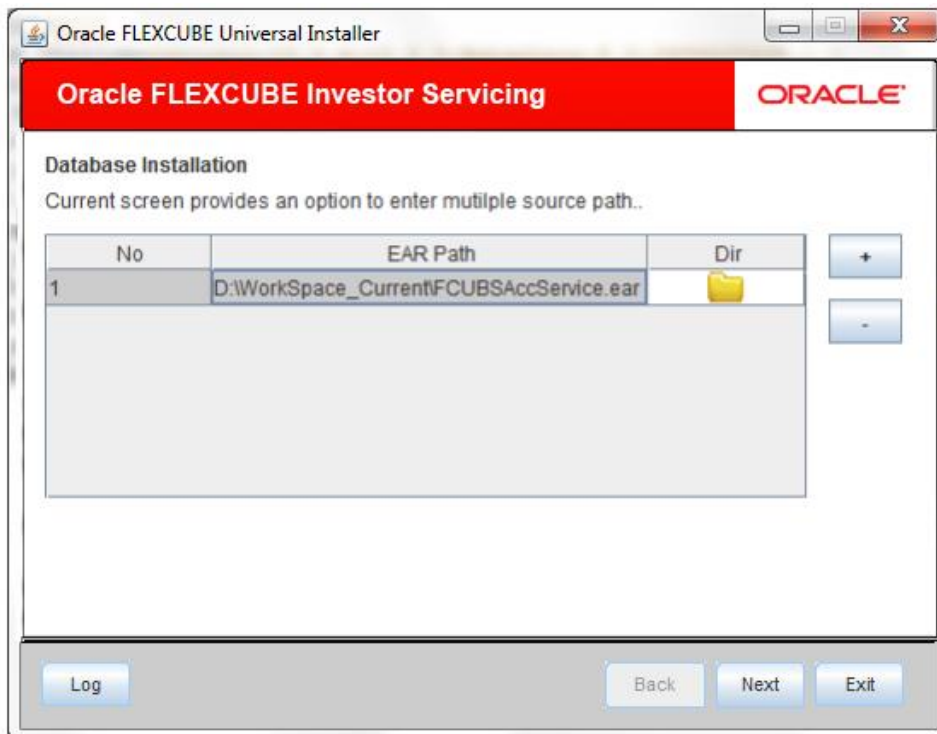 Oracle FLEXCUBE Universal Installer
Oracle FLEXCUBE Investor Servicing
ORACLE
Database Installation
Current screen provides an option to enter mutilple source path..
No EAR Path Dir
1 D:\WorkSpace_Current\FCUBSAccService.ear
+
-
Log Back Next Exit